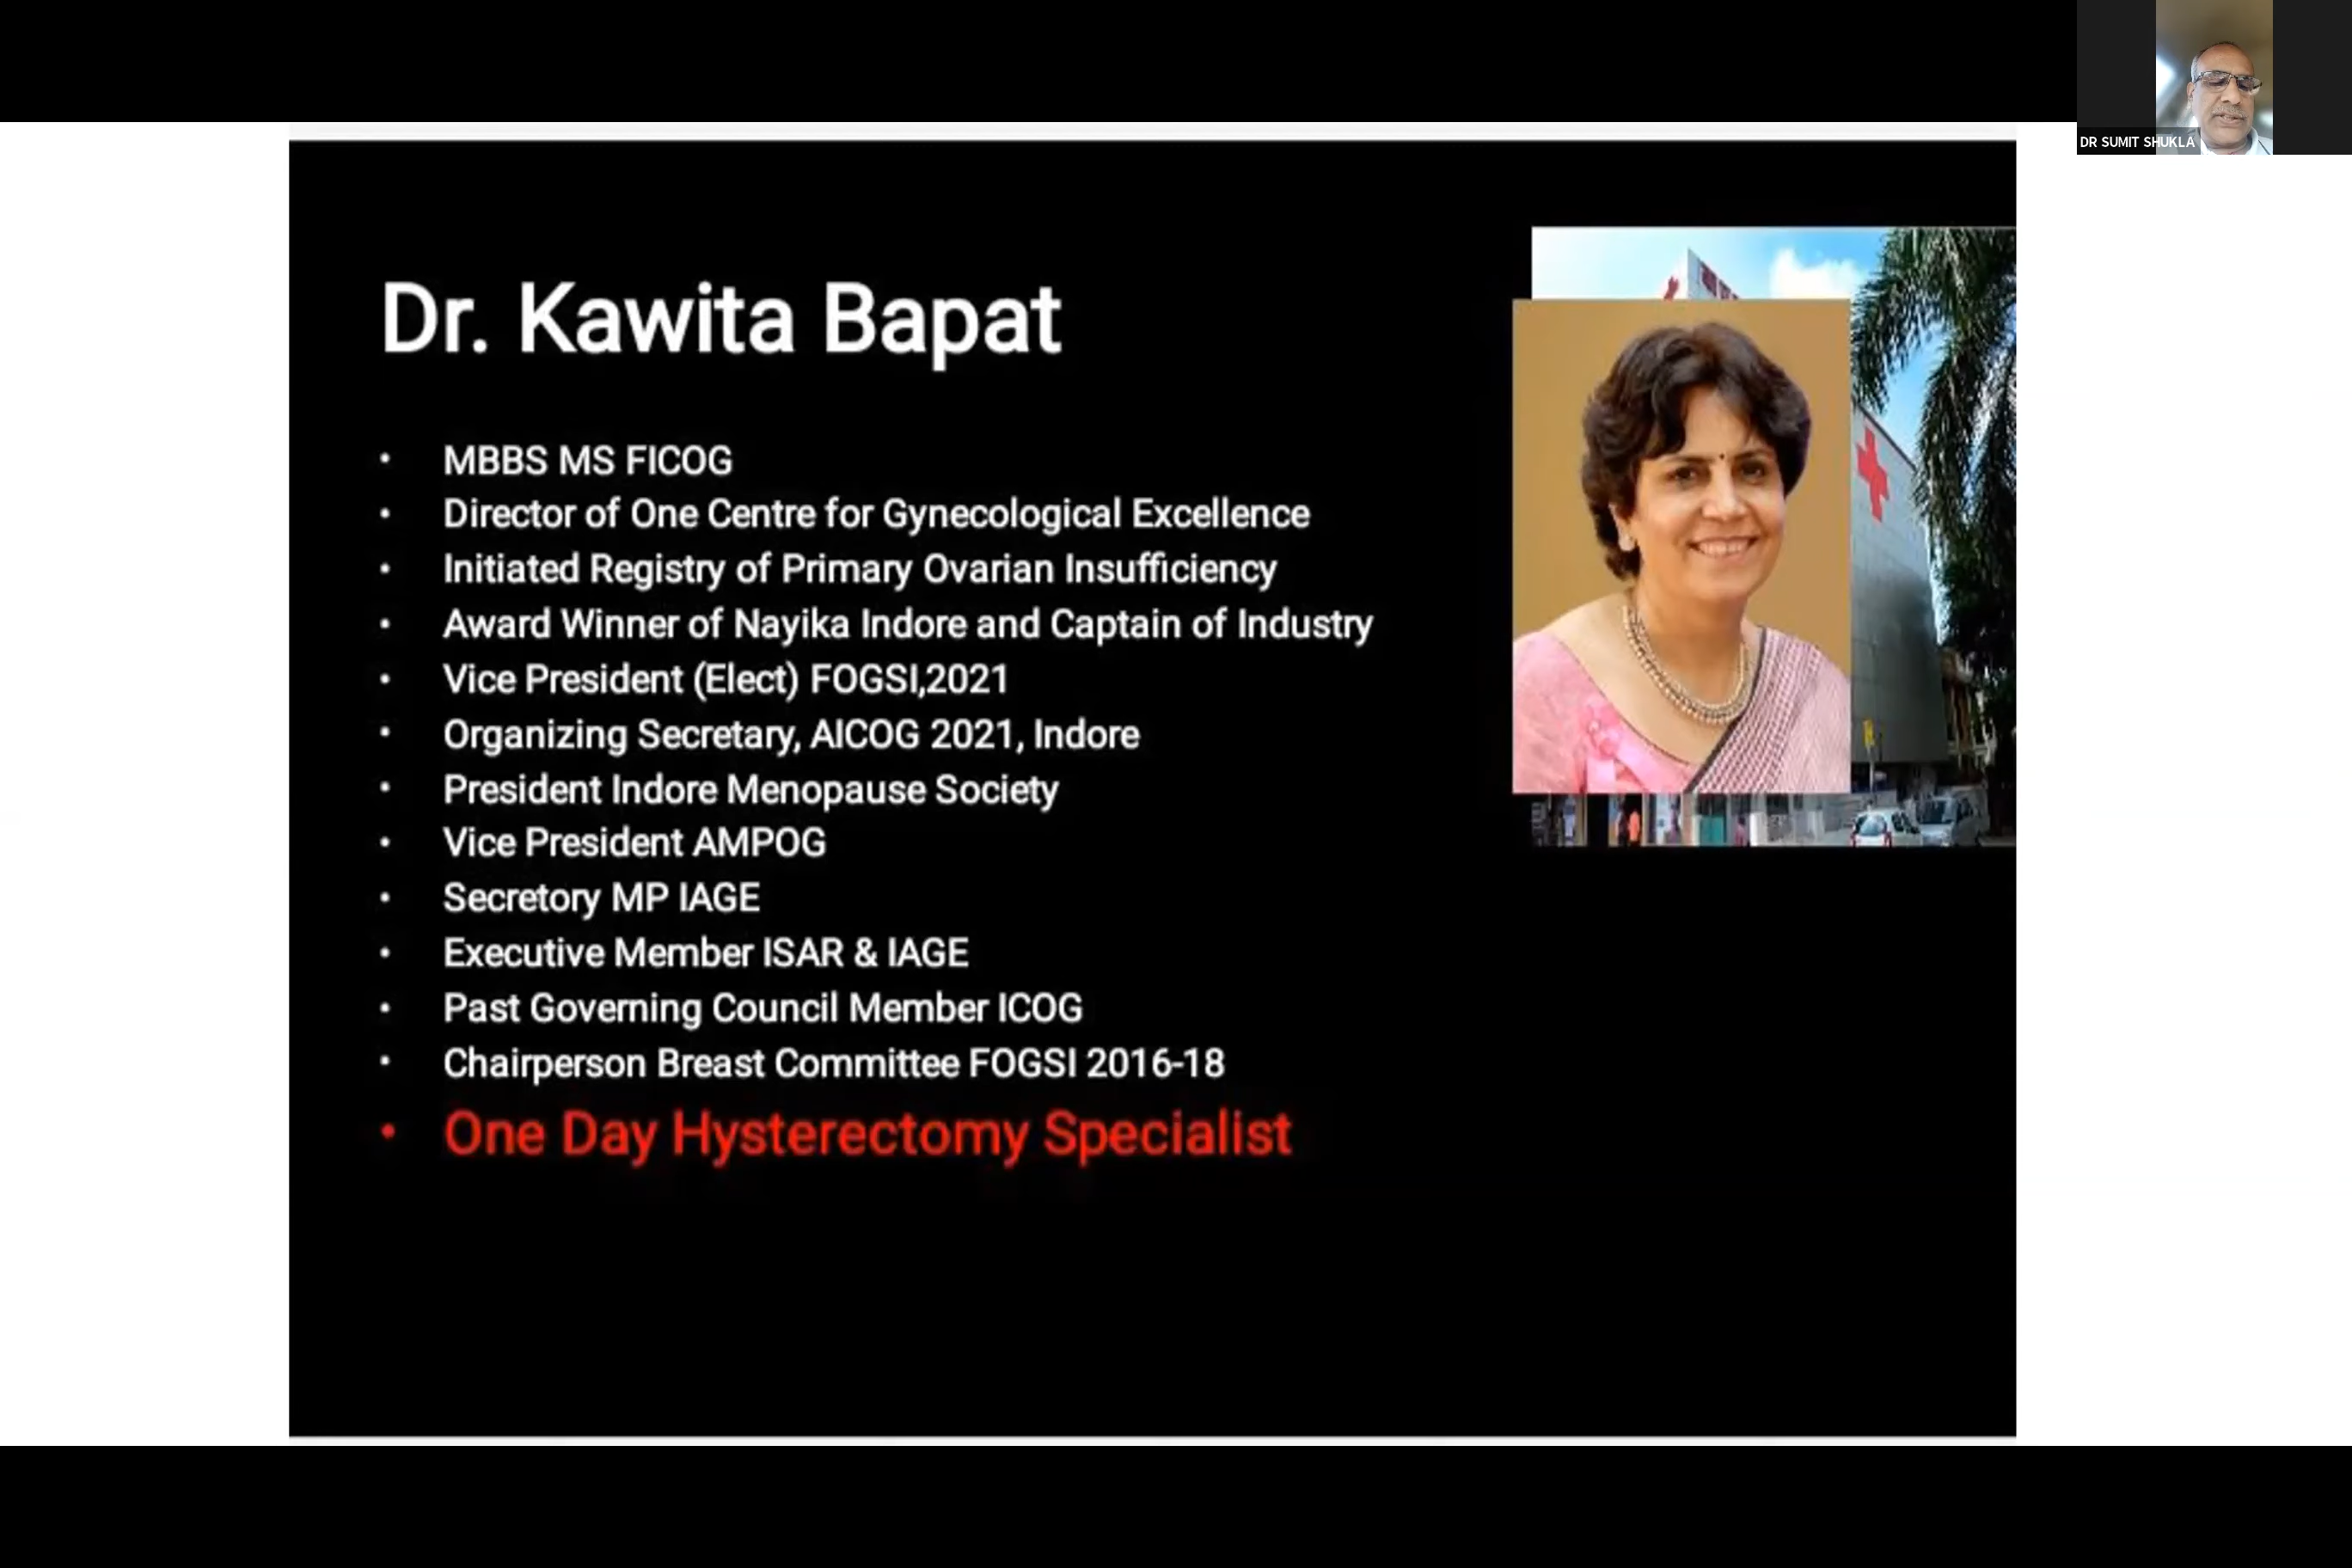 DR SUMIT SHUKLA
Dr. Kawita Bapat
• MBBS MS FICOG
• Director of One Centre for Gynecological Excellence
• Initiated Registry of Primary Ovarian Insufficiency
• Award Winner of Nayika Indore and Captain of Industry
• Vice President (Elect) FOGSI,2021
• Organizing Secretary, AICOG 2021, Indore
• President Indore Menopause Society
• Vice President AMPOG
• Secretory MP IAGE
• Executive Member ISAR & IAGE
• Past Governing Council Member ICOG
• Chairperson Breast Committee FOGSI 2016-18
• One Day Hysterectomy Specialist